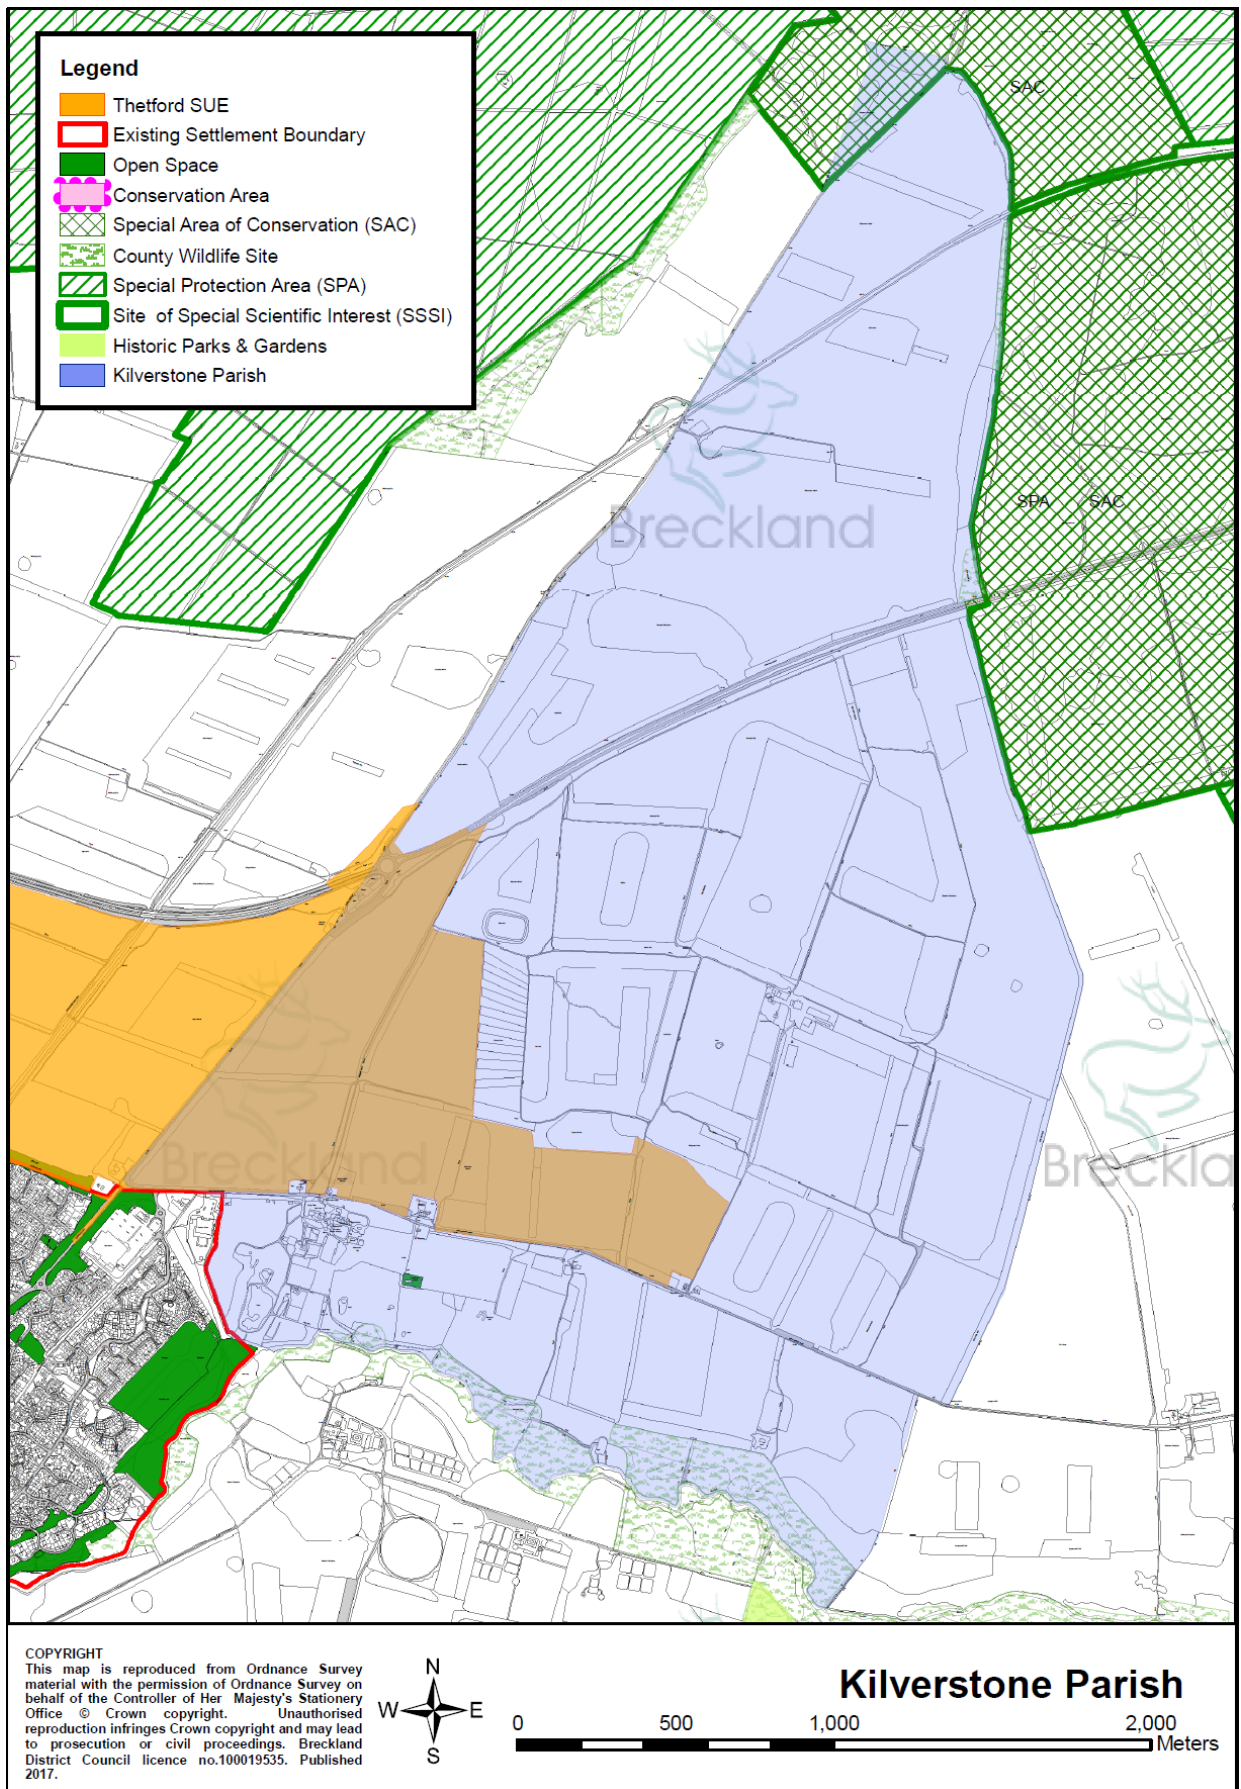 Legend
Thetford SUE
Existing Settlement Boundary
Open Space
Conservation Area
Special Area of Conservation (SAC)
County Wildlife Site
Special Protection Area (SPA)
Site of Special Scientific Interest (SSSI)
Historic Parks & Gardens
Kilverstone Parish
SAC
SPA SAC
Breckland
Breckland
Breckla
COPYRIGHT
This map is reproduced from Ordnance Survey
material with the permission of Ordnance Survey on
behalf of the Controller of Her Majesty's Stationery
Office © Crown copyright. Unauthorised
reproduction infringes Crown copyright and may lead
to prosecution or civil proceedings. Breckland
District Council licence no.100019535. Published
2017.
N
W E
S
Kilverstone Parish
0 500 1,000 2,000
Meters